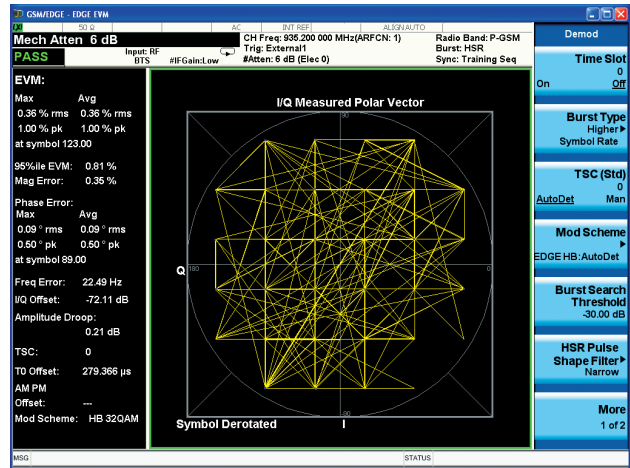 GSM/EDGE - EDGE EVM
50 Ω AC INT REF ALIGN AUTO
Mech Atten 6 dB
PASS
Input: RF
BTS #IFGain:Low
CH Freq: 935.200 000 MHz(ARFCN: 1)
Trig: External1
#Atten: 6 dB (Elec 0)
Radio Band: P-GSM
Burst: HSR
Sync: Training Seq
EVM:
Max Avg
0.36 % rms 0.36 % rms
1.00 % pk 1.00 % pk
at symbol 123.00
95%ile EVM: 0.81 %
Mag Error: 0.35 %
Phase Error:
Max Avg
0.09 ° rms 0.09 ° rms
0.50 ° pk 0.50 ° pk
at symbol 89.00
Freq Error: 22.49 Hz
I/Q Offset: -72.11 dB
Amplitude Droop:
0.21 dB
TSC: 0
T0 Offset: 279.366 µs
AM PM
Offset: ---
Mod Scheme: HB 32QAM
I/Q Measured Polar Vector
90
Q 180
0
-90
Symbol Derotated I
Demod
Time Slot
0
On Off
Burst Type
Higher
Symbol Rate
TSC (Std)
0
AutoDet Man
Mod Scheme
EDGE HB:AutoDet
Burst Search
Threshold
-30.00 dB
HSR Pulse
Shape Filter
Narrow
More
1 of 2
MSG STATUS